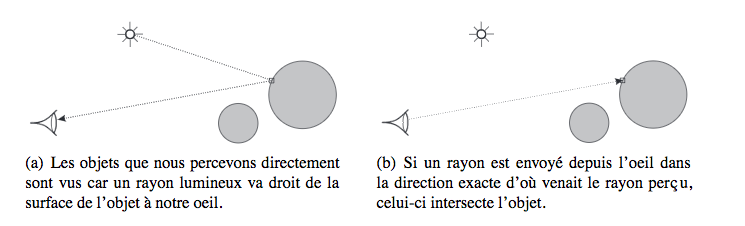 (a) Les objets que nous percevons directement
sont vus car un rayon lumineux va droit de la
surface de l'objet à notre oeil.
(b) Si un rayon est envoyé depuis l'oeil dans
la direction exacte d'où venait le rayon perçu,
celui-ci intersecte l'objet.